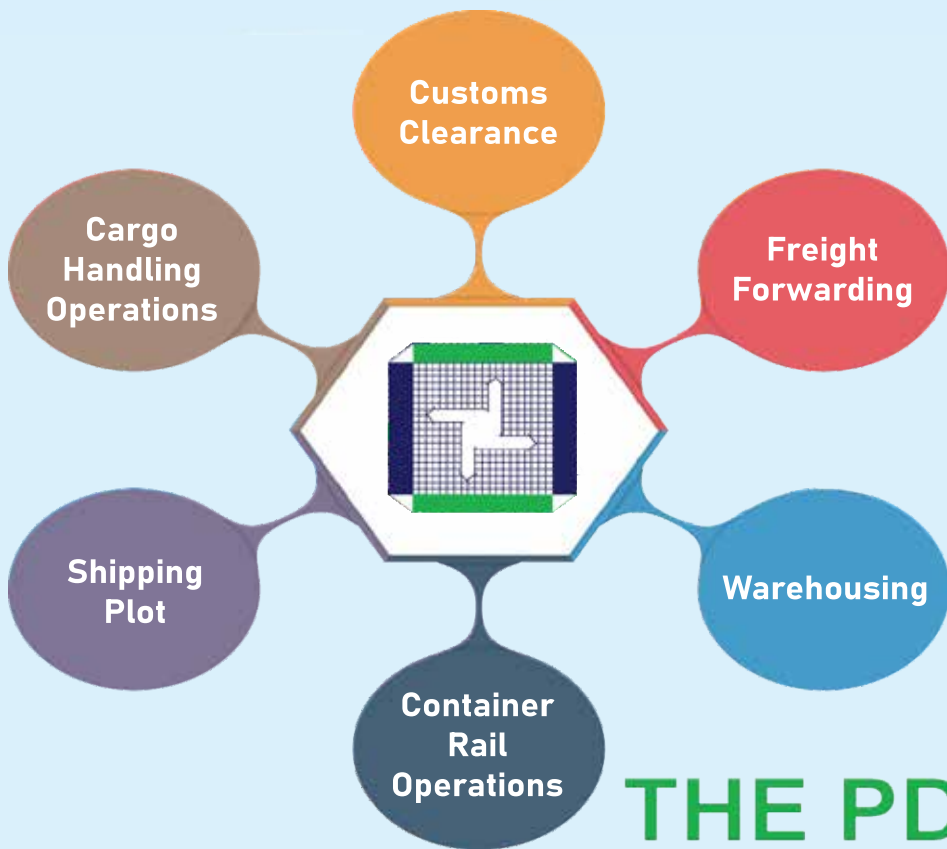 Customs
Clearance
Cargo
Handling
Operations
Freight
Forwarding
Shipping
Plot
Warehousing
Container
Rail
Operations
THE PD